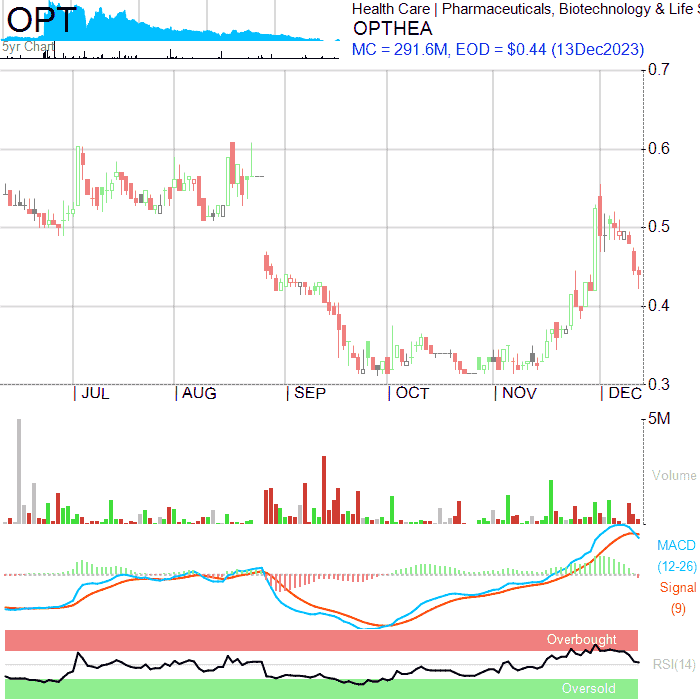 OPT
5yr Chart
Health Care | Pharmaceuticals, Biotechnology & Life S
OPTHEA
MC = 291.6M, EOD = $0.44 (13Dec2023)
0.7
0.6
0.5
0.4
0.3
| JUL | AUG | SEP | OCT | NOV | DEC
5M
Volume
MACD
(12-26)
Signal
(9)
Overbought
RSI(14)
Oversold